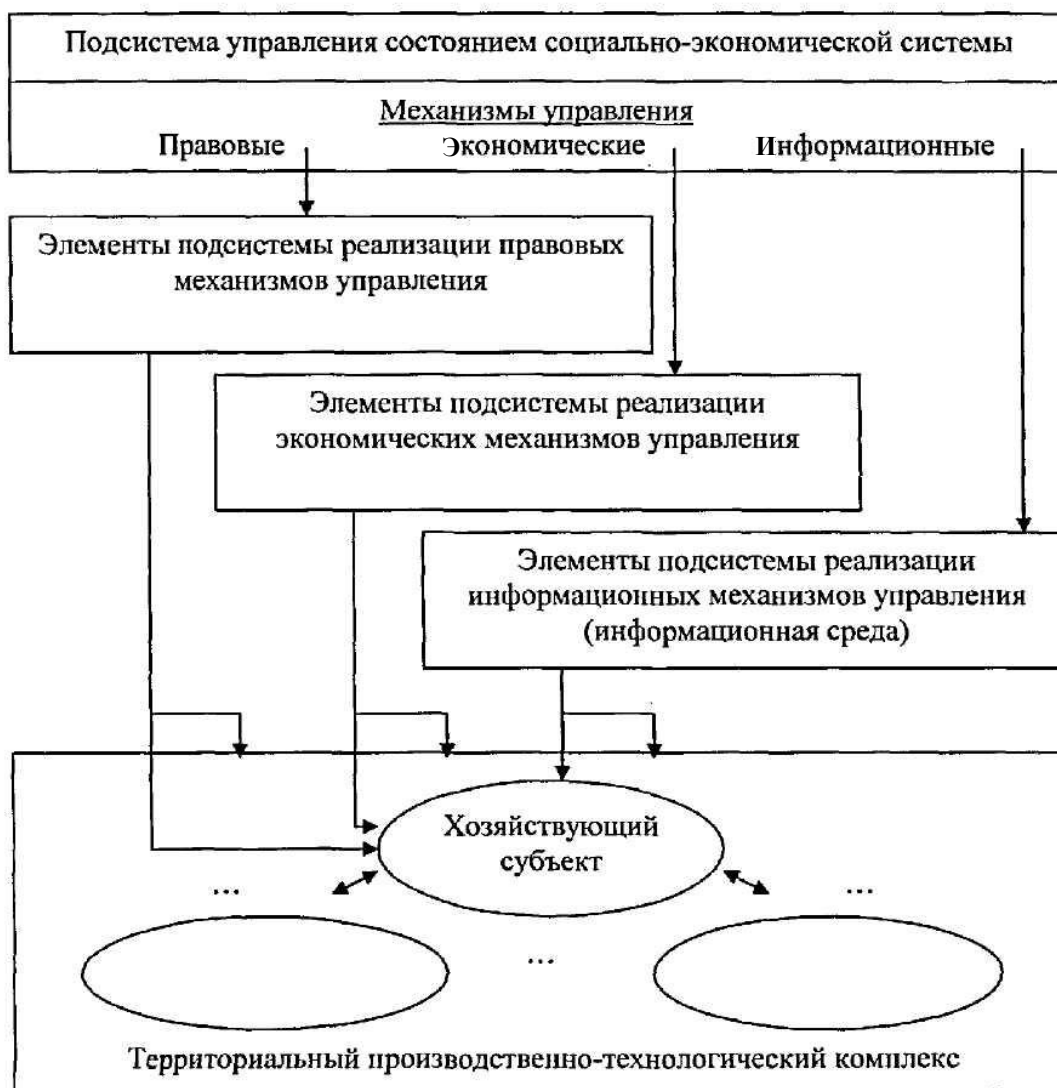 Подсистема управления состоянием социально-экономической системы
Механизмы управления
Правовые Экономические Информационные
Элементы подсистемы реализации правовых
механизмов управления
Элементы подсистемы реализации
экономических механизмов управления
Элементы подсистемы реализации
информационных механизмов управления
(информационная среда)
Хозяйствующий
субъект
... ...
...
Территориальный производственно-технологический комплекс